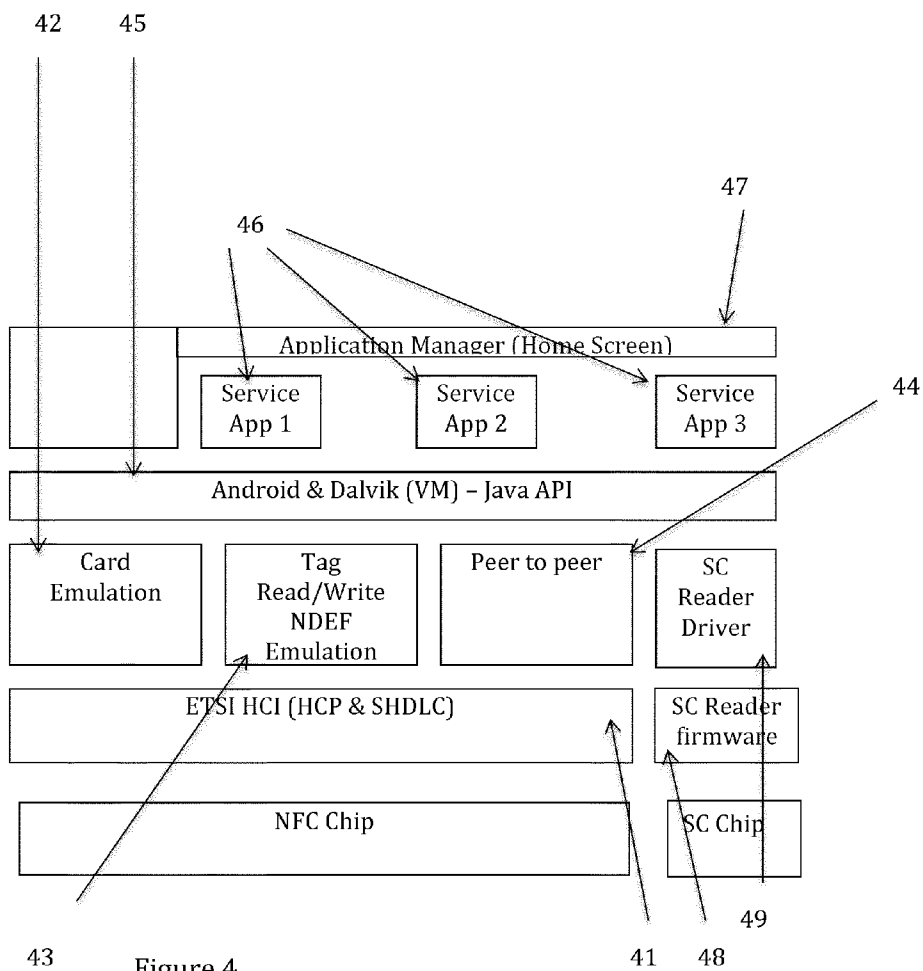 42
45
47
46
Application Manager (Home Screen)
Service
App 1
Service
App 2
Service
App 3
44
Android & Dalvik (VM) – Java API
Card
Emulation
Tag
Read/Write
NDEF
Emulation
Peer to peer
SC
Reader
Driver
ETSI HCI (HCP & SHDLC)
SC Reader
firmware
NFC Chip
SC Chip
49
43
Figure 4
41
48